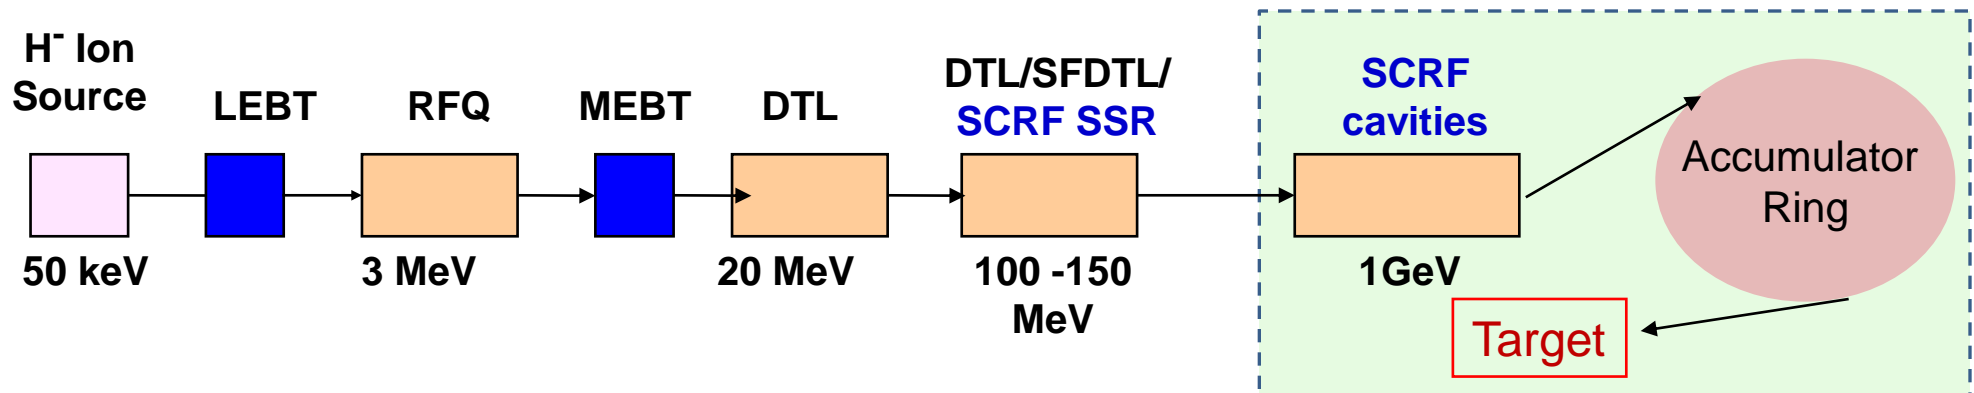 H⁻ Ion
Source
LEBT
RFQ
MEBT
DTL
DTL/SFDTL/
SCRF SSR
SCRF
cavities
50 keV
3 MeV
20 MeV
100 -150
MeV
1GeV
Accumulator
Ring
Target